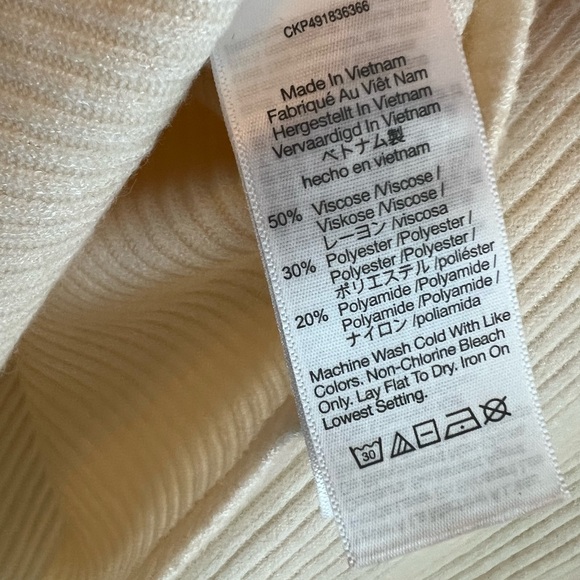 CKP491836366
Made In Vietnam
Fabriqué Au Viêt Nam
Hergestellt In Vietnam
Vervaardigd In Vietnam
ベトナム製
hecho en vietnam
50% Viscose /Viscose /
Viskose /Viscose /
レーヨン /viscosa
30% Polyester /Polyester /
Polyester /Polyester /
ポリエステル /poliéster
20% Polyamide /Polyamide /
Polyamide /Polyamide /
ナイロン /poliamida
Machine Wash Cold With Like
Colors. Non-Chlorine Bleach
Only. Lay Flat To Dry. Iron On
Lowest Setting.
30